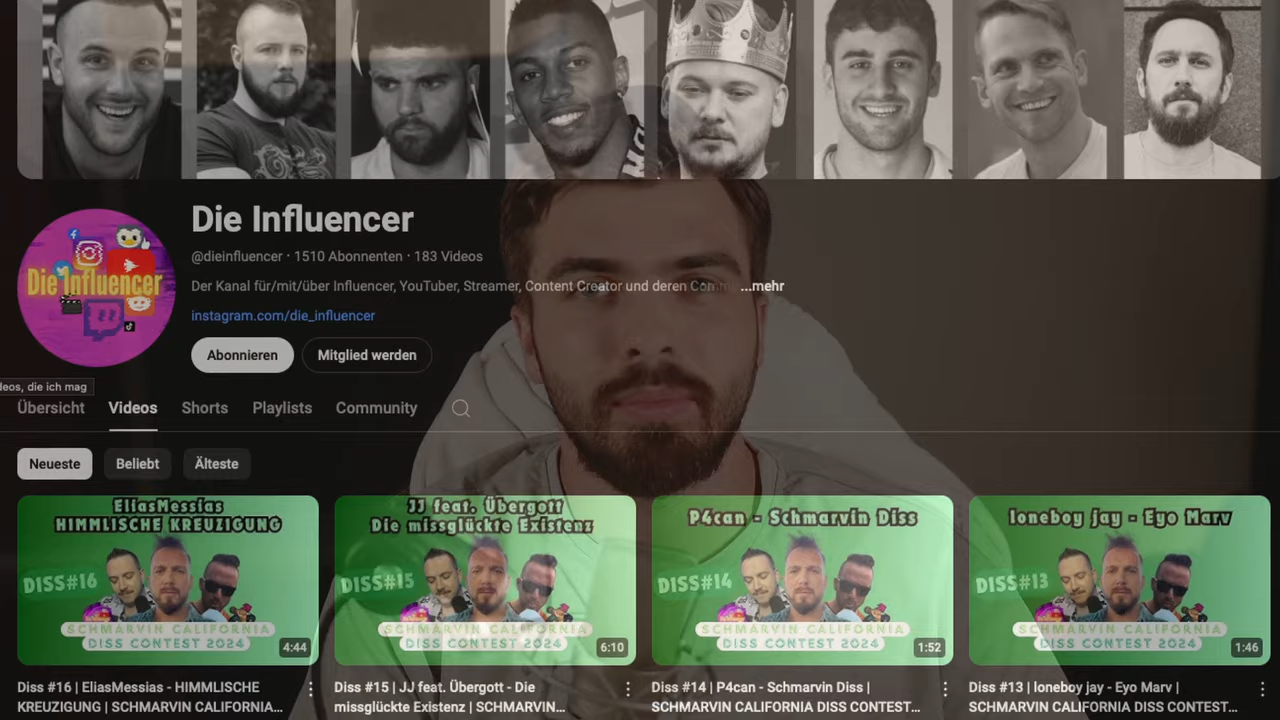 Die Influencer
Die Influencer
@dieinfluencer · 1510 Abonnenten · 183 Videos
Der Kanal für/mit/über Influencer, YouTuber, Streamer, Content Creator und deren Comm ...mehr
instagram.com/die_influencer
Abonnieren
Mitglied werden
deos, die ich mag
Übersicht Videos Shorts Playlists Community
Neueste Beliebt Älteste
EliasMessias
HIMMLISCHE KREUZIGUNG
DISS#16
SCHMARVIN CALIFORNIA
DISS CONTEST 2024
4:44
JJ feat. Übergott
Die missglückte Existenz
DISS#15
SCHMARVIN CALIFORNIA
DISS CONTEST 2024
6:10
P4can - Schmarvin Diss
DISS#14
SCHMARVIN CALIFORNIA
DISS CONTEST 2024
1:52
loneboy jay - Eyo Marv
DISS#13
SCHMARVIN CALIFORNIA
DISS CONTEST 2024
1:46
Diss #16 | EliasMessias - HIMMLISCHE
KREUZIGUNG | SCHMARVIN CALIFORNIA...
Diss #15 | JJ feat. Übergott - Die
missglückte Existenz | SCHMARVIN...
Diss #14 | P4can - Schmarvin Diss |
SCHMARVIN CALIFORNIA DISS CONTEST...
Diss #13 | loneboy jay - Eyo Marv |
SCHMARVIN CALIFORNIA DISS CONTEST...